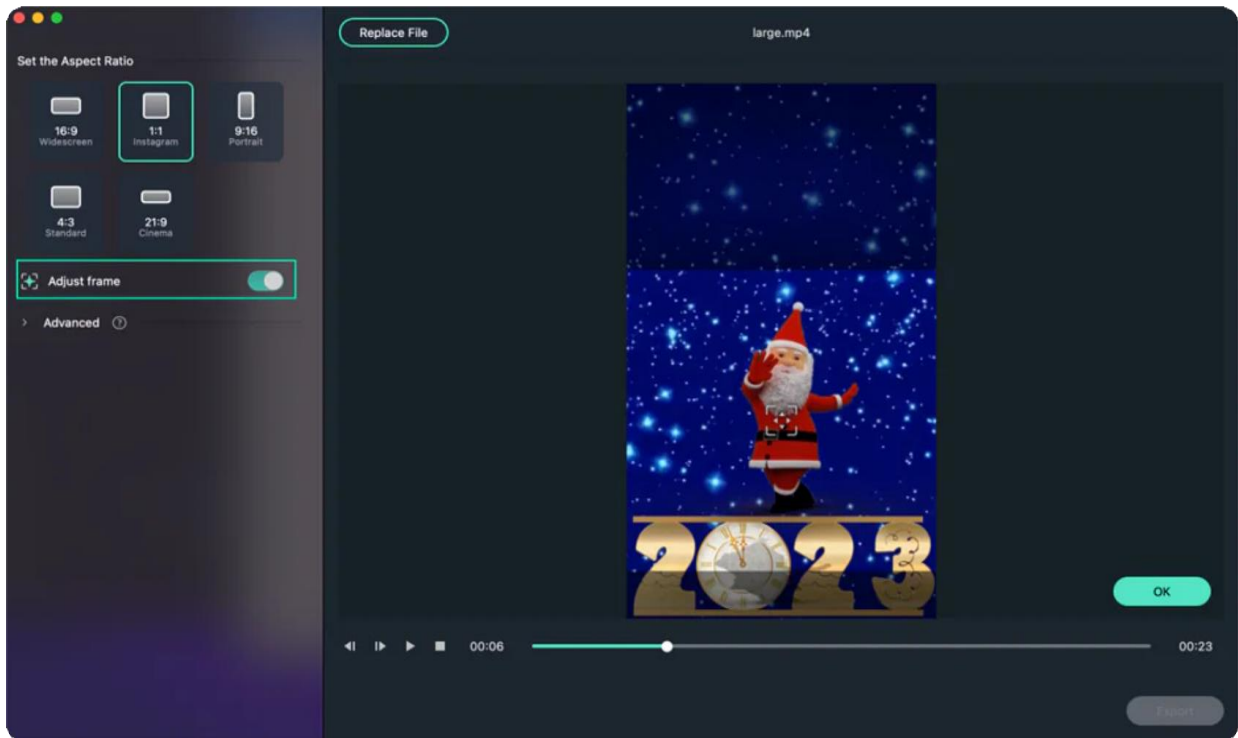 Replace File
large.mp4
Set the Aspect Ratio
16:9
Widescreen
1:1
Instagram
9:16
Portrait
4:3
Standard
21:9
Cinema
Adjust frame
Advanced ?
2023
OK
00:06
00:23
Export